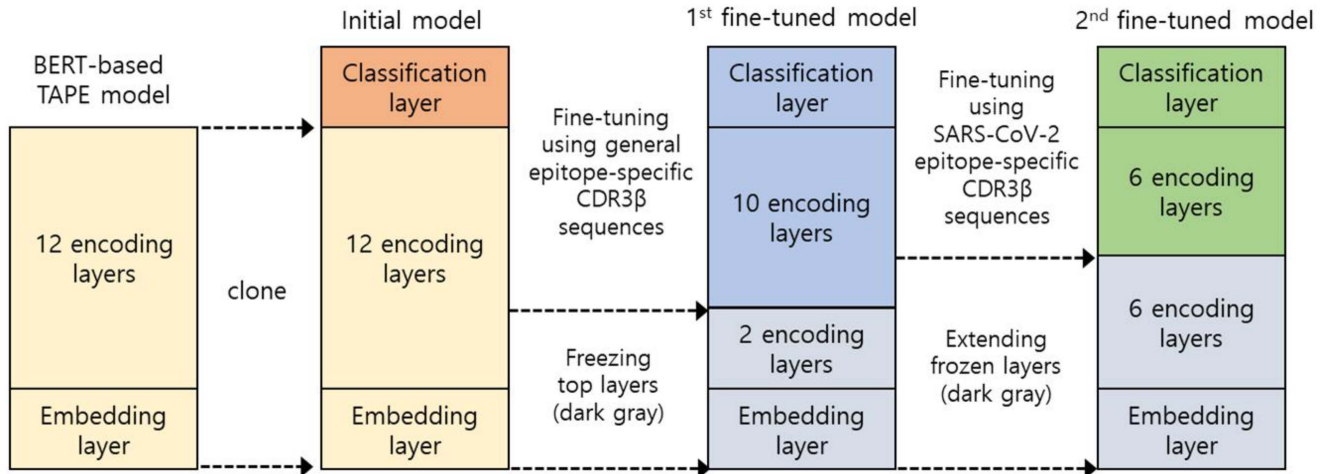 BERT-based
TAPE model
12 encoding
layers
Embedding
layer
clone
Initial model
Classification
layer
12 encoding
layers
Embedding
layer
Fine-tuning
using general
epitope-specific
CDR3β
sequences
Freezing
top layers
(dark gray)
1st fine-tuned model
Classification
layer
10 encoding
layers
2 encoding
layers
Embedding
layer
Fine-tuning
using
SARS-CoV-2
epitope-specific
CDR3β
sequences
Extending
frozen layers
(dark gray)
2nd fine-tuned model
Classification
layer
6 encoding
layers
6 encoding
layers
Embedding
layer